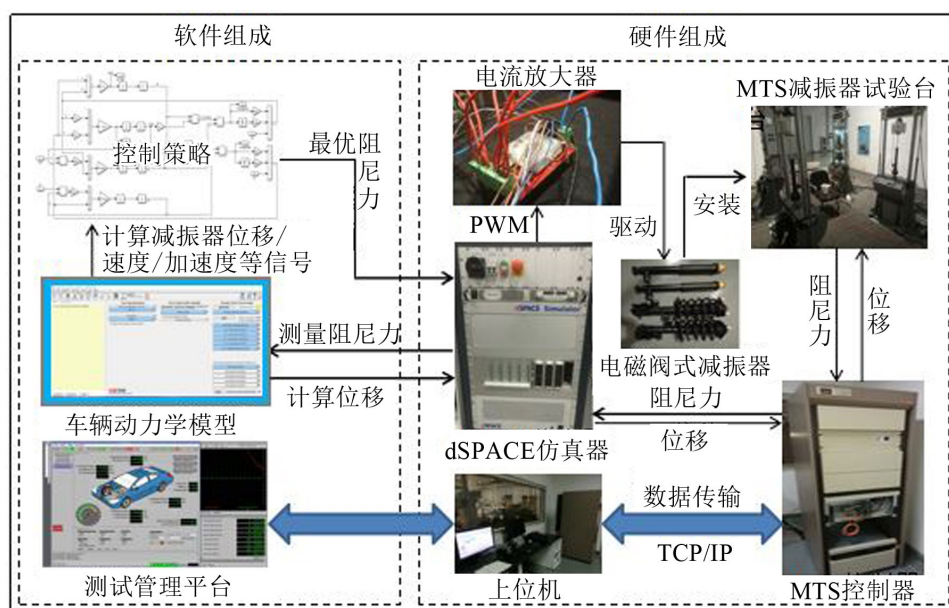 软件组成
硬件组成
控制策略
最优阻
尼
力
计算减振器位移/
速度/加速度等信号
测量阻尼力
计算位移
车辆动力学模型
测试管理平台
电流放大器
PWM
驱动
安装
MTS减振器试验台
台
dSPACE Simulator
电磁阀式减振器
阻
尼
力
位
移
阻尼力
位移
dSPACE仿真器
数据传输
TCP/IP
上位机
MTS控制器